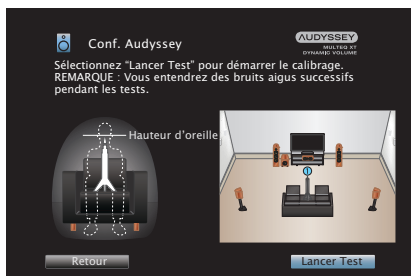 Conf. Audyssey
AUDYSSEY
MULTEQ XT
DYNAMIC VOLUME
Sélectionnez “Lancer Test” pour démarrer le calibrage.
REMARQUE : Vous entendrez des bruits aigus successifs
pendant les tests.
Hauteur d’oreille
1
Retour
Lancer Test